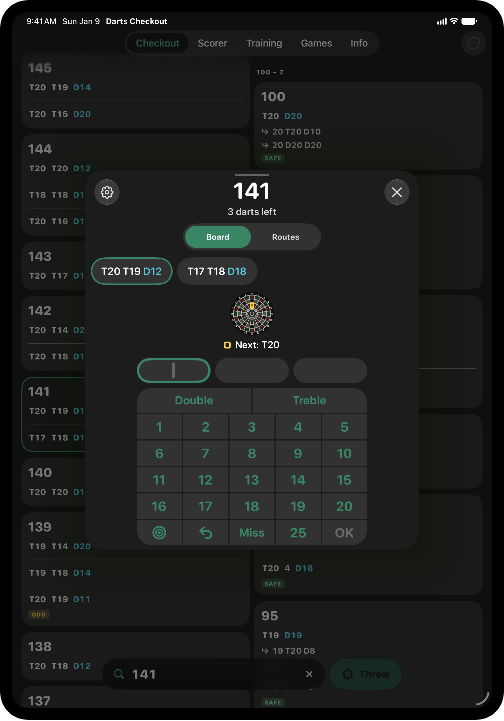 9:41 AM Sun Jan 9 Darts Checkout
Checkout Scorer Training Games Info
145
T20 T19 D14
T20 T15 D20
144
T20 T20 D12
T18 T18
T20 T16
143
T20 T17
142
T20 T14
T20 T18
141
T20 T19
T17 T18
140
T20 T20
139
T19 T14 D20
T19 T18 D14
T20 T19 D11
ODD
138
T20 T18 D12
137
100 – 2
100
T20 D20
↳ 20 T20 D10
↳ 20 D20 D20
SAFE
T20 4 D16
SAFE
95
T19 D19
↳ 19 T20 D8
141
3 darts left
Board Routes
T20 T19 D12 T17 T18 D18
Next: T20
Double Treble
1 2 3 4 5
6 7 8 9 10
11 12 13 14 15
16 17 18 19 20
Miss 25 OK
141 Throw